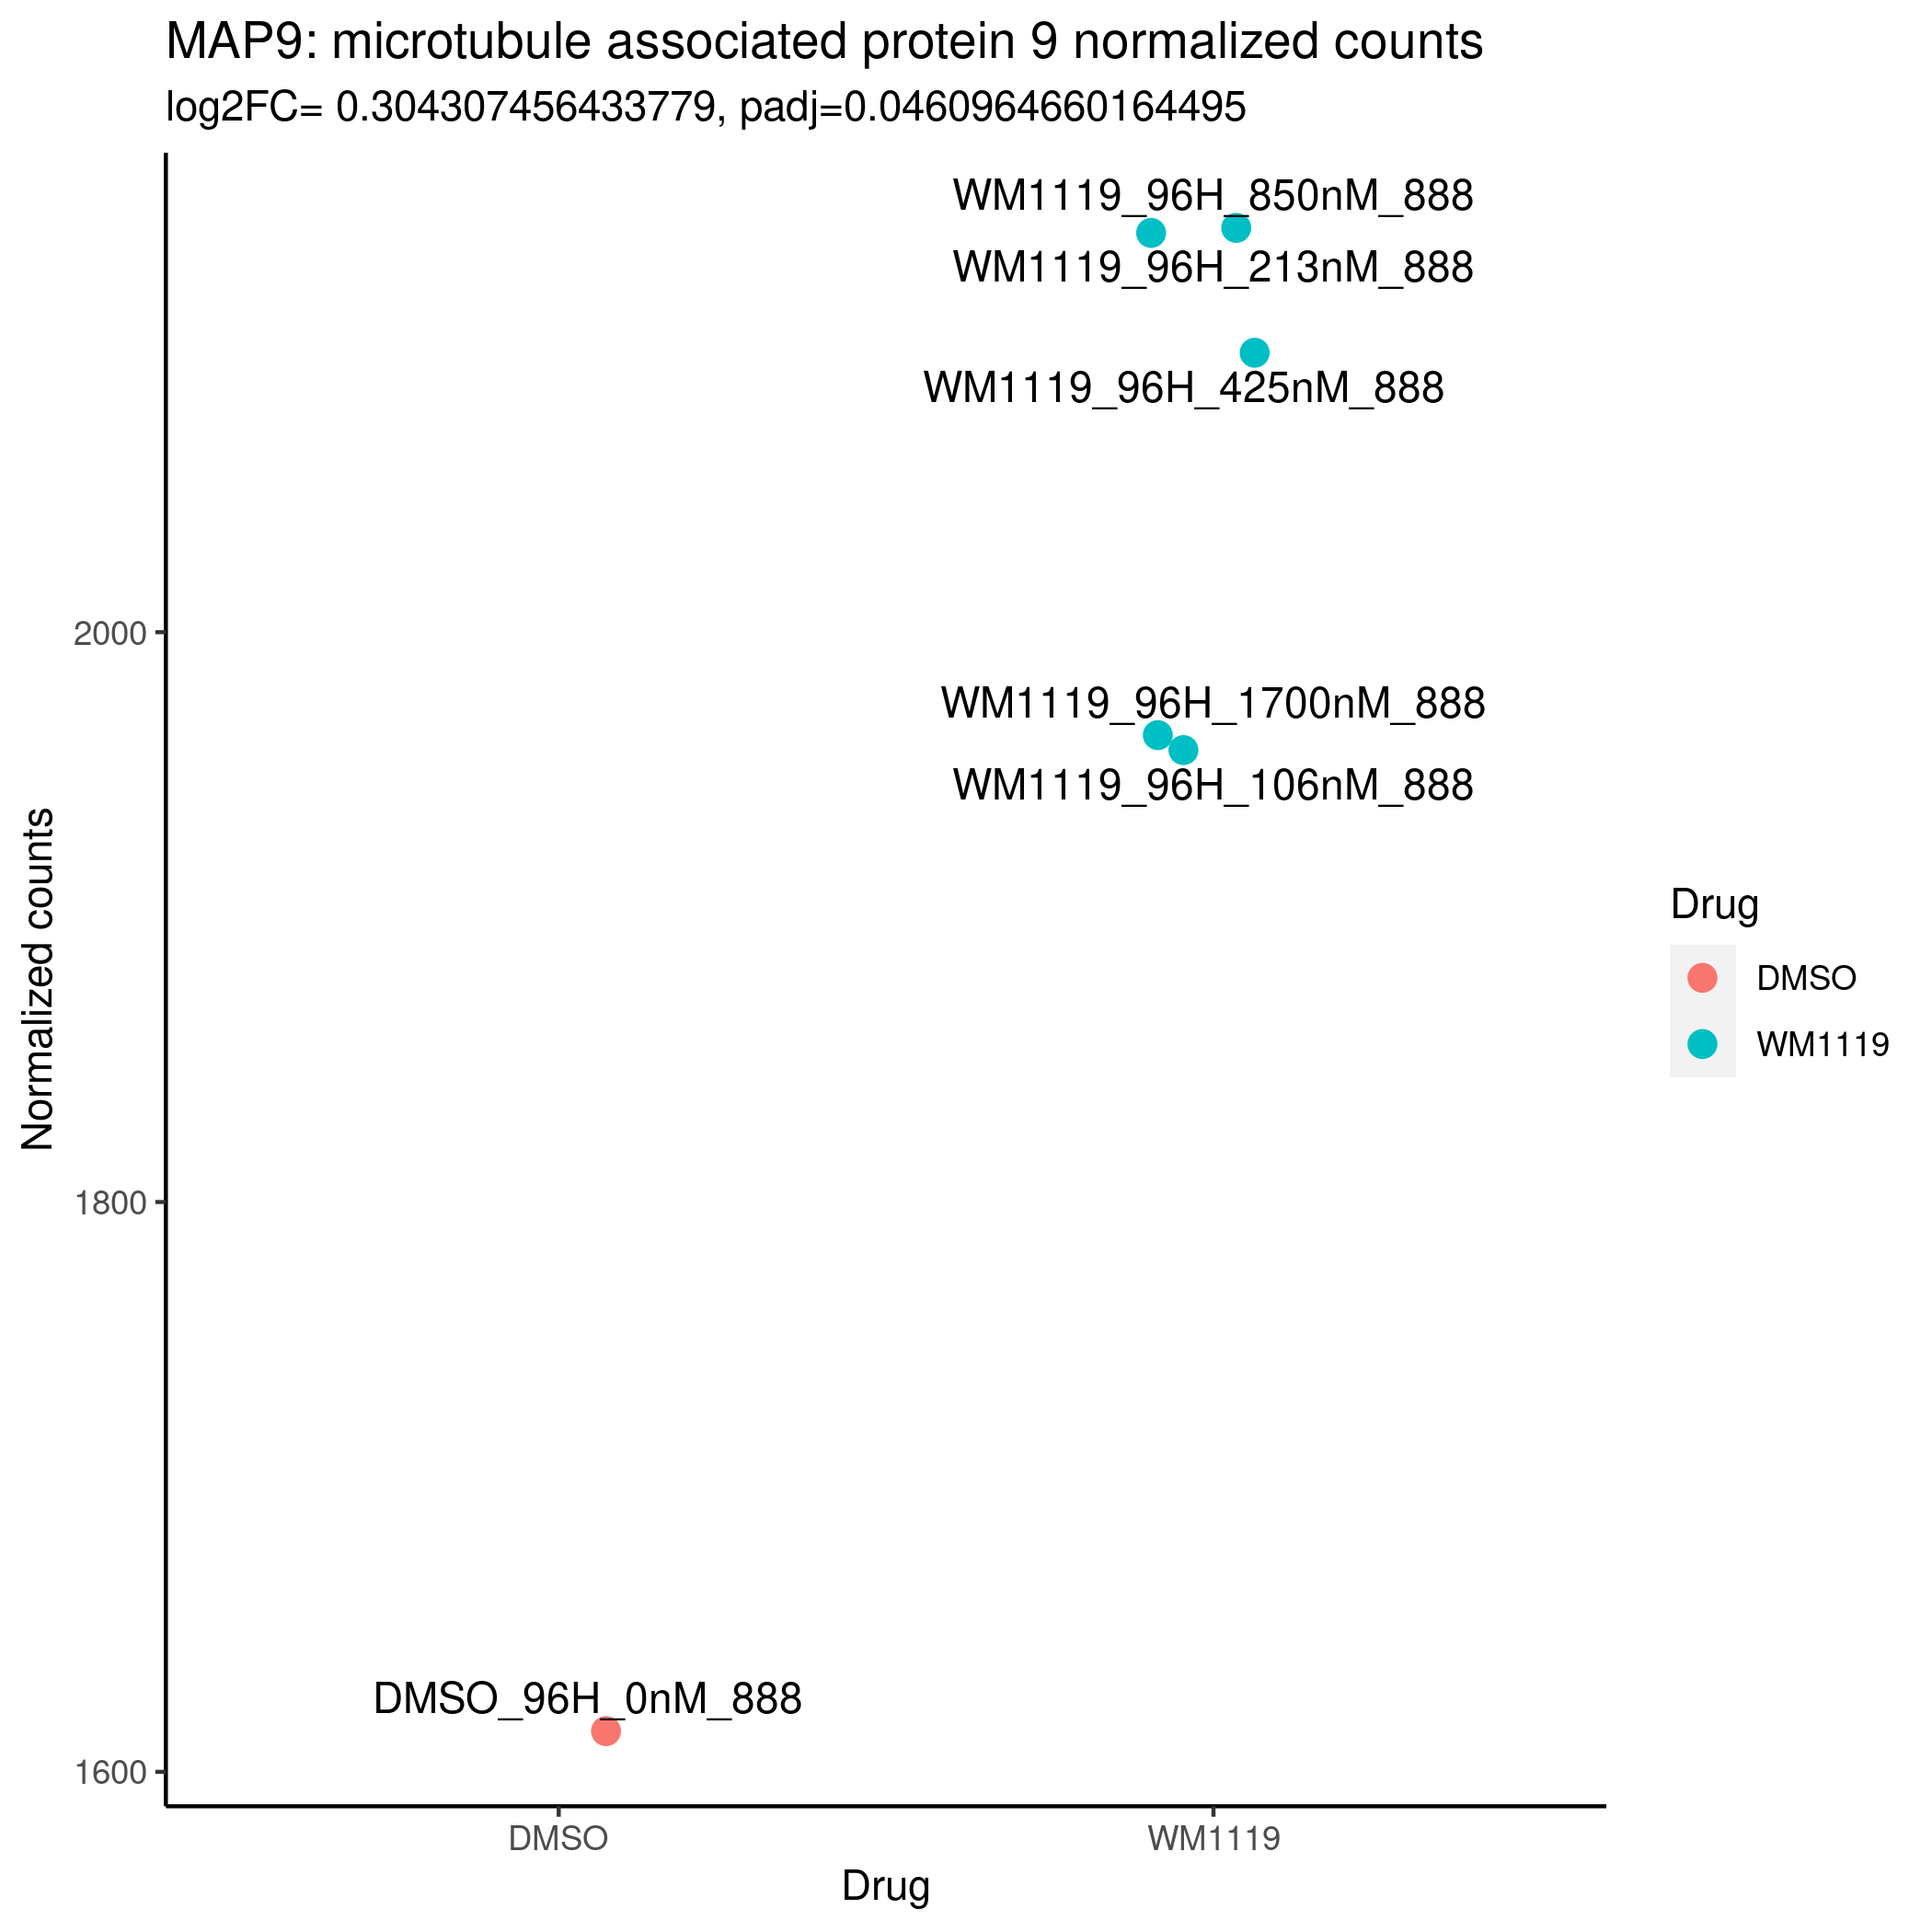 MAP9: microtubule associated protein 9 normalized counts
log2FC= 0.304307456433779, padj=0.0460964660164495
WM1119_96H_850nM_888
WM1119_96H_213nM_888
WM1119_96H_425nM_888
2000
WM1119_96H_1700nM_888
WM1119_96H_106nM_888
Normalized counts
Drug
DMSO
WM1119
1800
DMSO_96H_0nM_888
1600
DMSO
WM1119
Drug